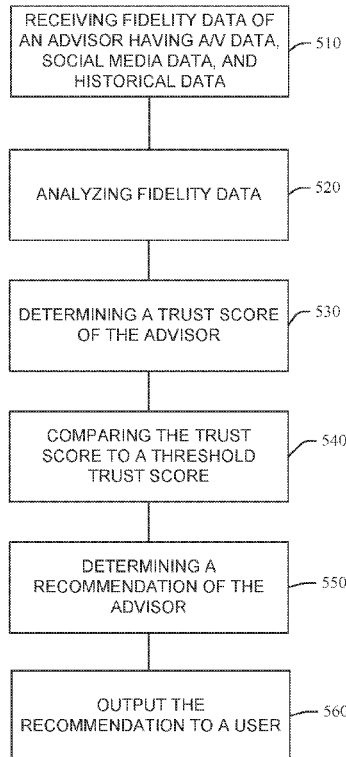 RECEIVING FIDELITY DATA OF
AN ADVISOR HAVING A/V DATA,
SOCIAL MEDIA DATA, AND
HISTORICAL DATA
510
ANALYZING FIDELITY DATA
520
DETERMINING A TRUST SCORE
OF THE ADVISOR
530
COMPARING THE TRUST
SCORE TO A THRESHOLD
TRUST SCORE
540
DETERMINING A
RECOMMENDATION OF THE
ADVISOR
550
OUTPUT THE
RECOMMENDATION TO A USER
560